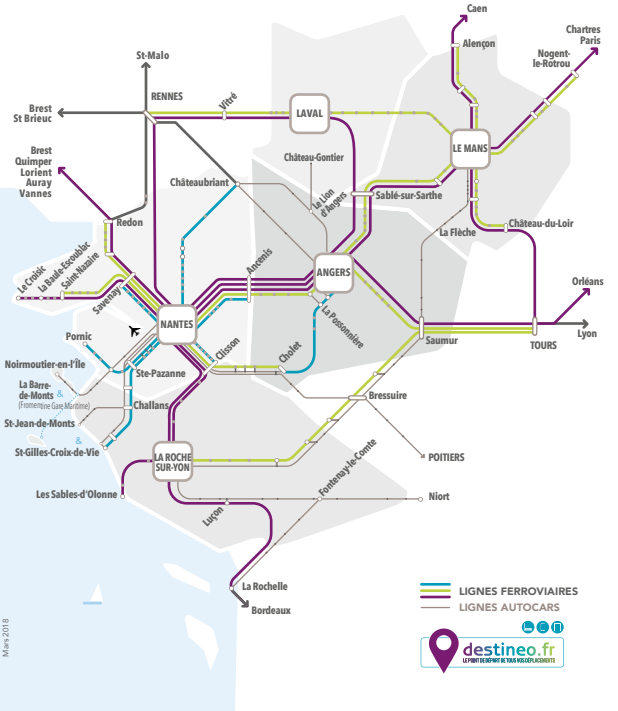 Caen
Alençon
Chartres
Paris
Nogent-
le-Rotrou
St-Malo
RENNES
Vitré
LAVAL
LE MANS
Brest
St Brieuc
Brest
Quimper
Lorient
Auray
Vannes
Château-Gontier
Châteaubriant
Le Lion
d'Angers
Sablé-sur-Sarthe
Redon
La Flèche
Château-du-Loir
Le Croisic
La Baule-Escoublac
Saint-Nazaire
Savenay
Ancenis
ANGERS
Orléans
La Possonnière
NANTES
Lyon
TOURS
Saumur
Pornic
Clisson
Cholet
Noirmoutier-en-l'Île
Ste-Pazanne
La Barre-
de-Monts &
(Fromentine Gare Maritime)
Challans
Bressuire
St-Jean-de-Monts
&
St-Gilles-Croix-de-Vie
LA ROCHE
SUR-YON
POITIERS
Fontenay-le-Comte
Les Sables-d'Olonne
Luçon
Niort
La Rochelle
Bordeaux
LIGNES FERROVIAIRES
LIGNES AUTOCARS
destineo.fr
LE POINT DE DÉPART DE TOUS VOS DÉPLACEMENTS
Mars 2018